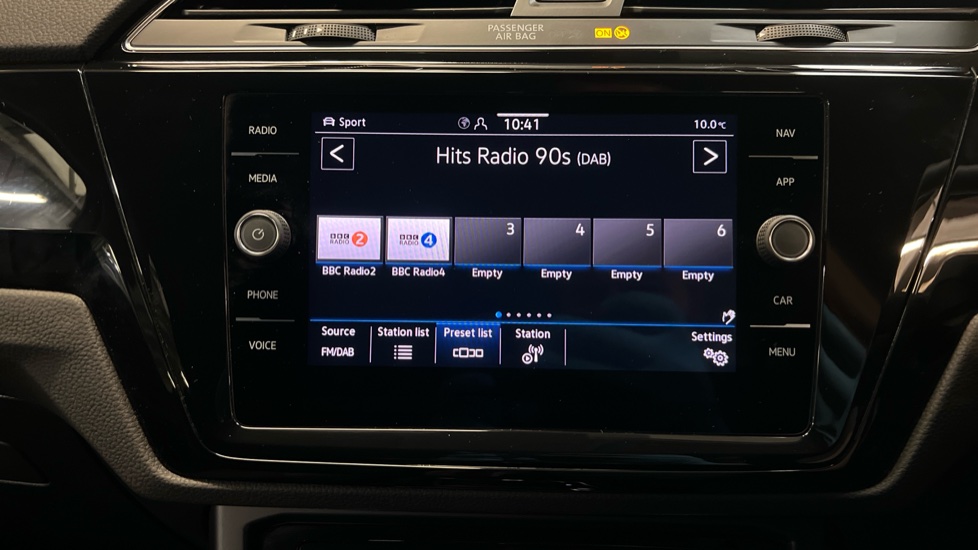 PASSENGER
AIR BAG
ON
RADIO
MEDIA
PHONE
VOICE
Sport
10:41
10.0°C
Hits Radio 90s (DAB)
BBC RADIO 2
BBC RADIO 4
3
4
5
6
BBC Radio2
BBC Radio4
Empty
Empty
Empty
Empty
Source
FM/DAB
Station list
Preset list
Station
Settings
NAV
APP
CAR
MENU